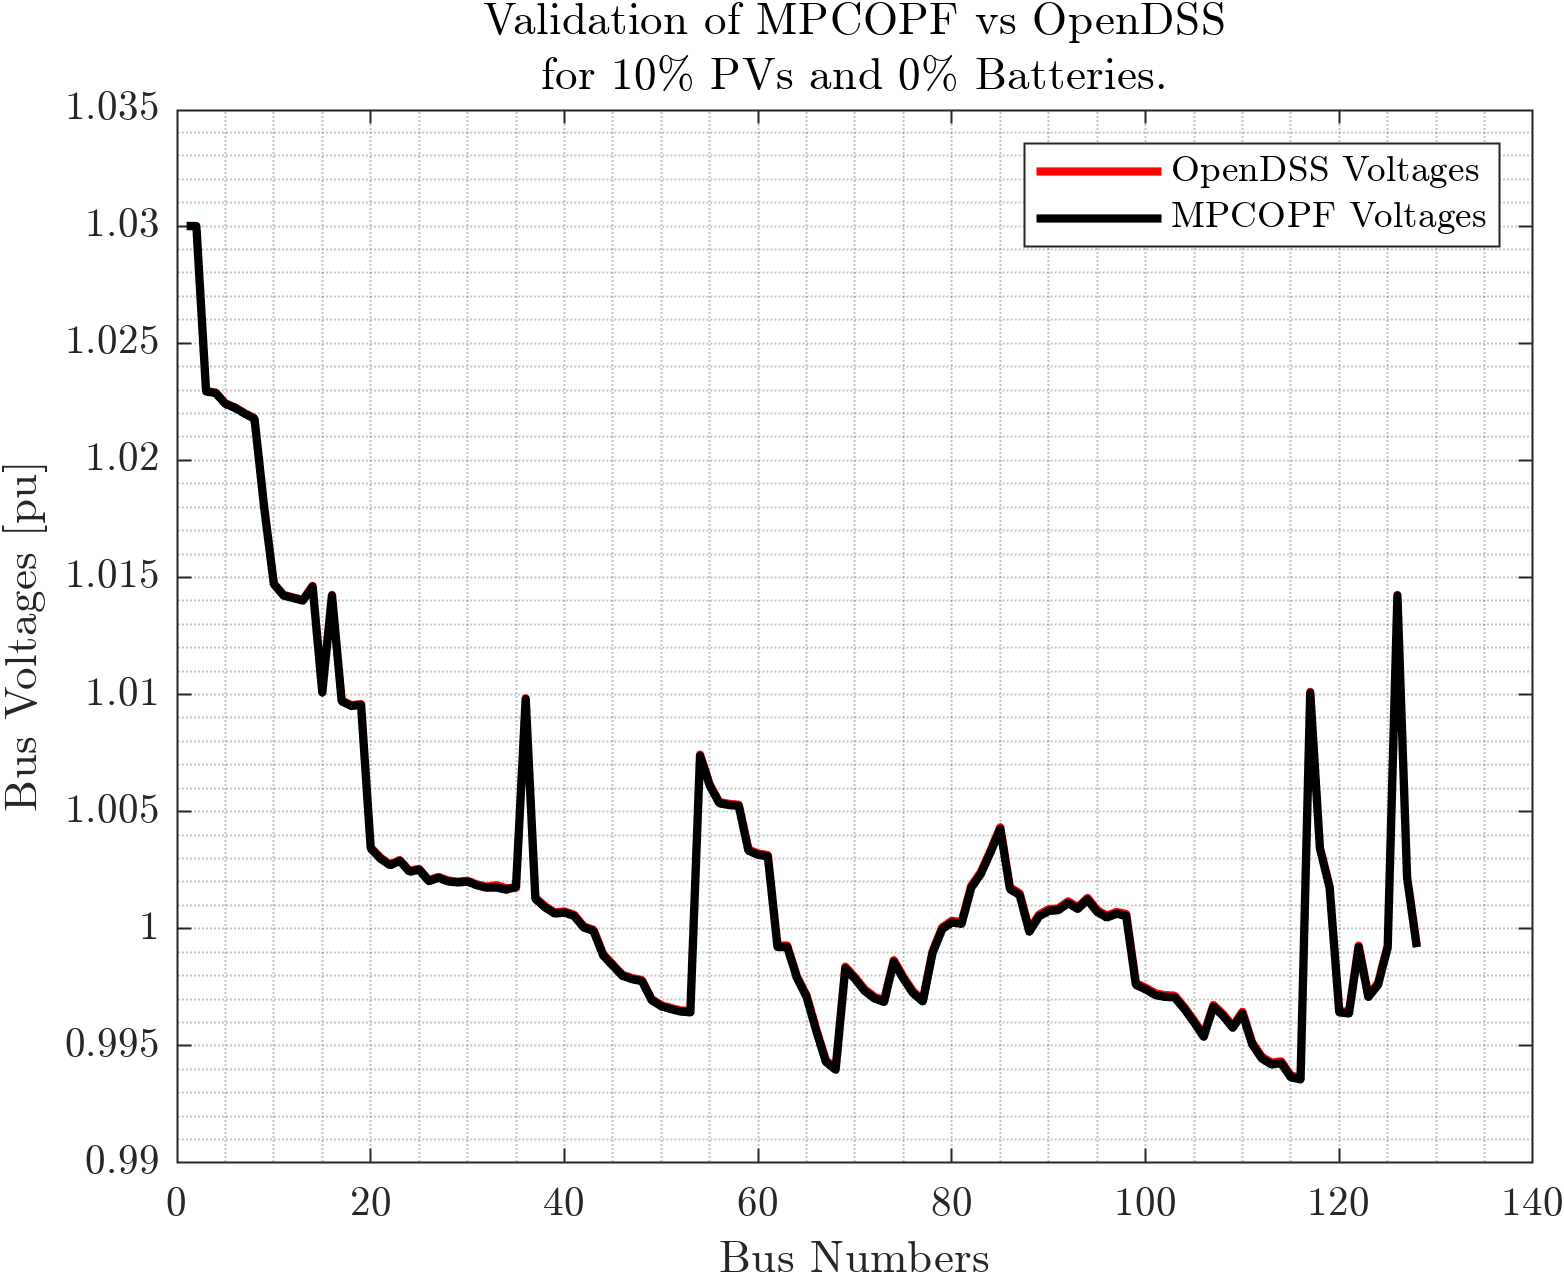 Validation of MPCOPF vs OpenDSS
for 10% PVs and 0% Batteries.
1.035
1.03
1.025
1.02
1.015
1.01
1.005
1
0.995
0.99
Bus Voltages [pu]
OpenDSS Voltages
MPCOPF Voltages
0 20 40 60 80 100 120 140
Bus Numbers